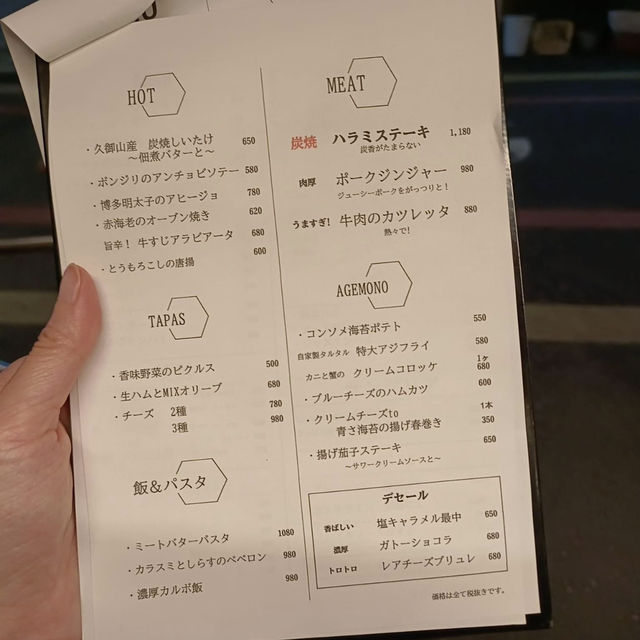 HOT
・久御山産 炭焼しいたけ 650
～佃煮バターと～
・ボンジリのアンチョビソテー 580
・博多明太子のアヒージョ 780
・赤海老のオーブン焼き 620
旨辛！ 牛すじアラビアータ 680
・とうもろこしの唐揚 600
TAPAS
・香味野菜のピクルス 500
・生ハムとMIXオリーブ 680
・チーズ 2種 780
3種 980
飯&パスタ
・ミートバターパスタ 1080
・カラスミとしらすのペペロン 980
・濃厚カルボ飯 980
MEAT
炭焼 ハラミステーキ 1,180
炭香がたまらない
肉厚 ポークジンジャー 980
ジューシーポークをがっつりと！
うますぎ! 牛肉のカツレッタ 880
熱々で!
AGEMONO
・コンソメ海苔ポテト 550
自家製タルタル 特大アジフライ 580
カニと蟹の クリームコロッケ 1ヶ 680
・ブルーチーズのハムカツ 600
・クリームチーズto 1本
青さ海苔の揚げ春巻き 350
・揚げ茄子ステーキ 650
～サワークリームソースと～
デセール
香ばしい 塩キャラメル最中 650
濃厚 ガトーショコラ 680
トロトロ レアチーズブリュレ 680
価格は全て税抜きです。